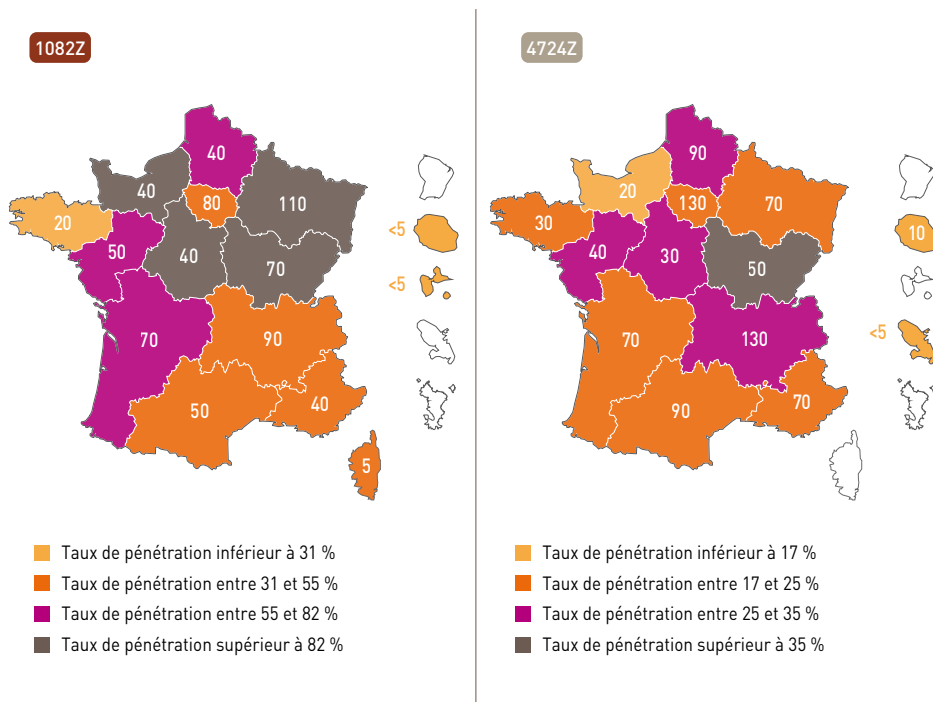 1082Z
40
40
80
110
20
50
40
70
70
90
50
40
5
<5
<5
Taux de pénétration inférieur à 31 %
Taux de pénétration entre 31 et 55 %
Taux de pénétration entre 55 et 82 %
Taux de pénétration supérieur à 82 %
4724Z
90
20
130
70
30
40
30
50
70
130
90
70
10
<5
Taux de pénétration inférieur à 17 %
Taux de pénétration entre 17 et 25 %
Taux de pénétration entre 25 et 35 %
Taux de pénétration supérieur à 35 %